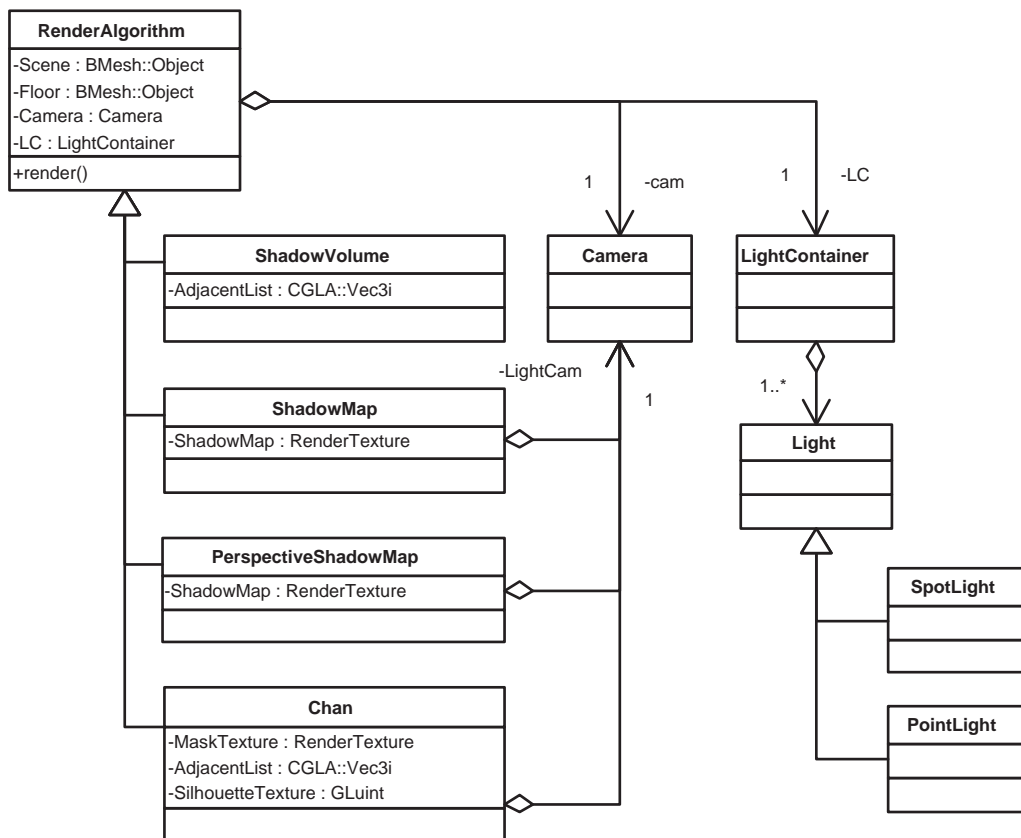 RenderAlgorithm
-Scene : BMesh::Object
-Floor : BMesh::Object
-Camera : Camera
-LC : LightContainer
+render()
1
-cam
1
-LC
ShadowVolume
-AdjacentList : CGLA::Vec3i
Camera
LightContainer
-LightCam
1
1..*
ShadowMap
-ShadowMap : RenderTexture
Light
PerspectiveShadowMap
-ShadowMap : RenderTexture
SpotLight
Chan
-MaskTexture : RenderTexture
-AdjacentList : CGLA::Vec3i
-SilhouetteTexture : GLuint
PointLight